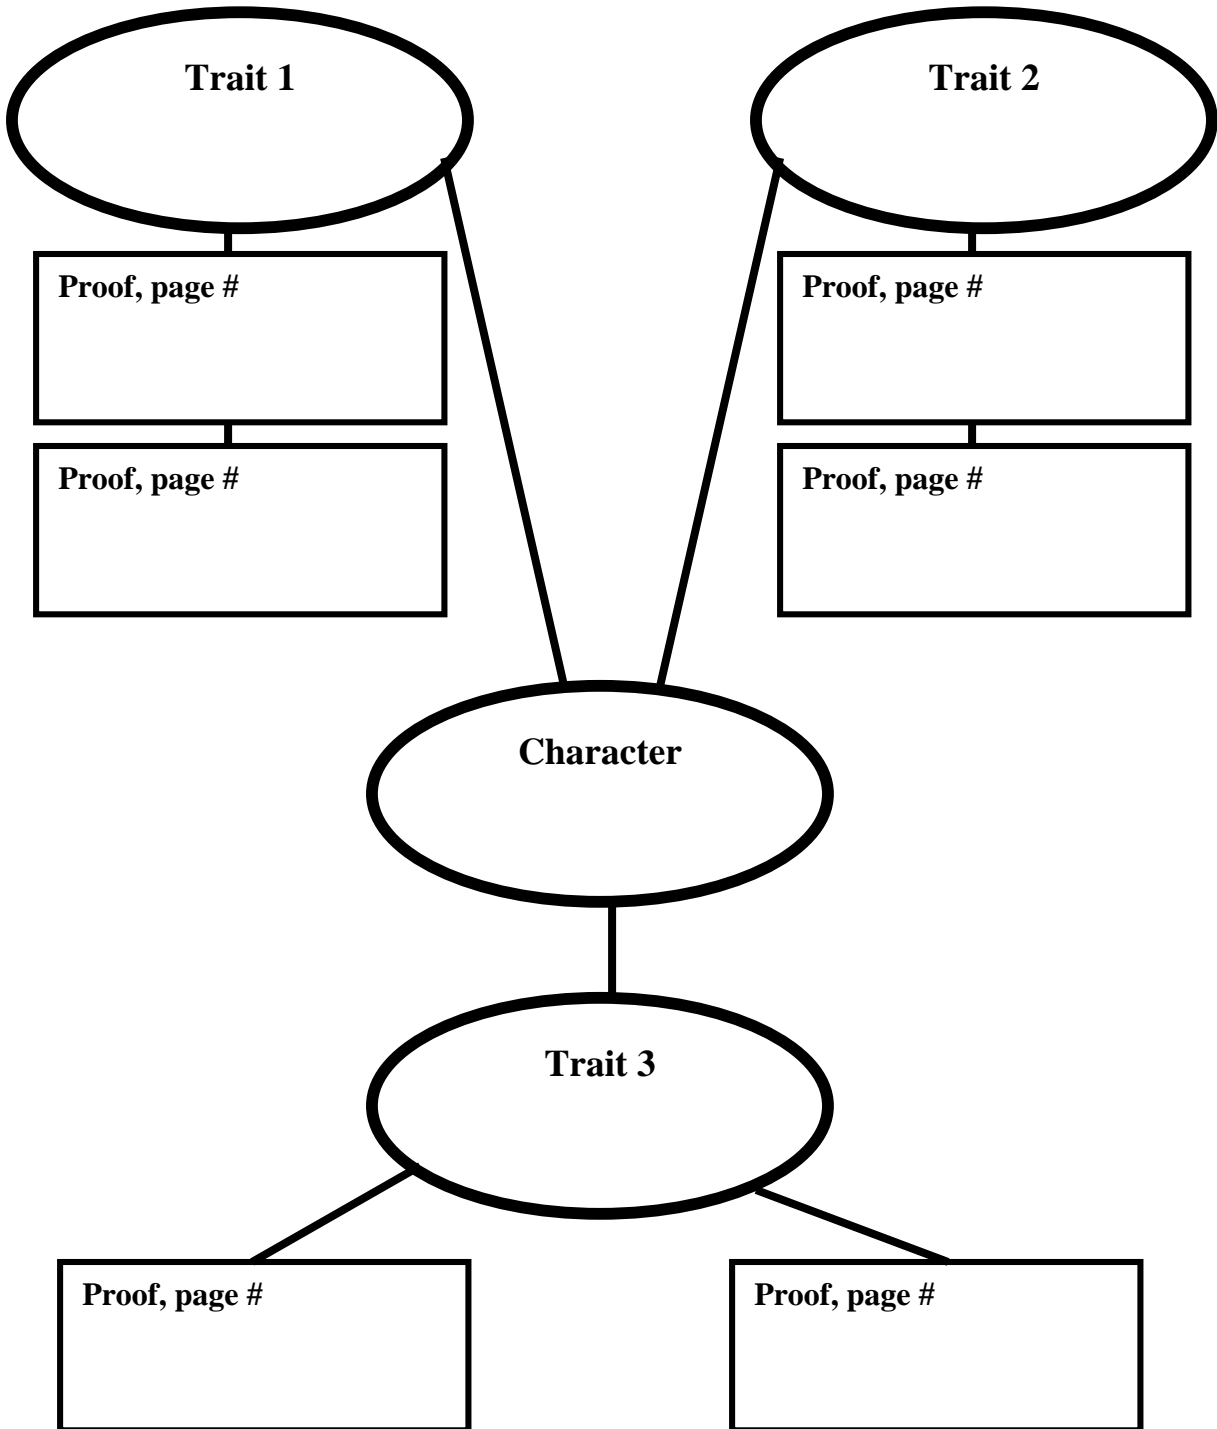 Trait 1
Trait 2
Proof, page #
Proof, page #
Proof, page #
Proof, page #
Character
Trait 3
Proof, page #
Proof, page #